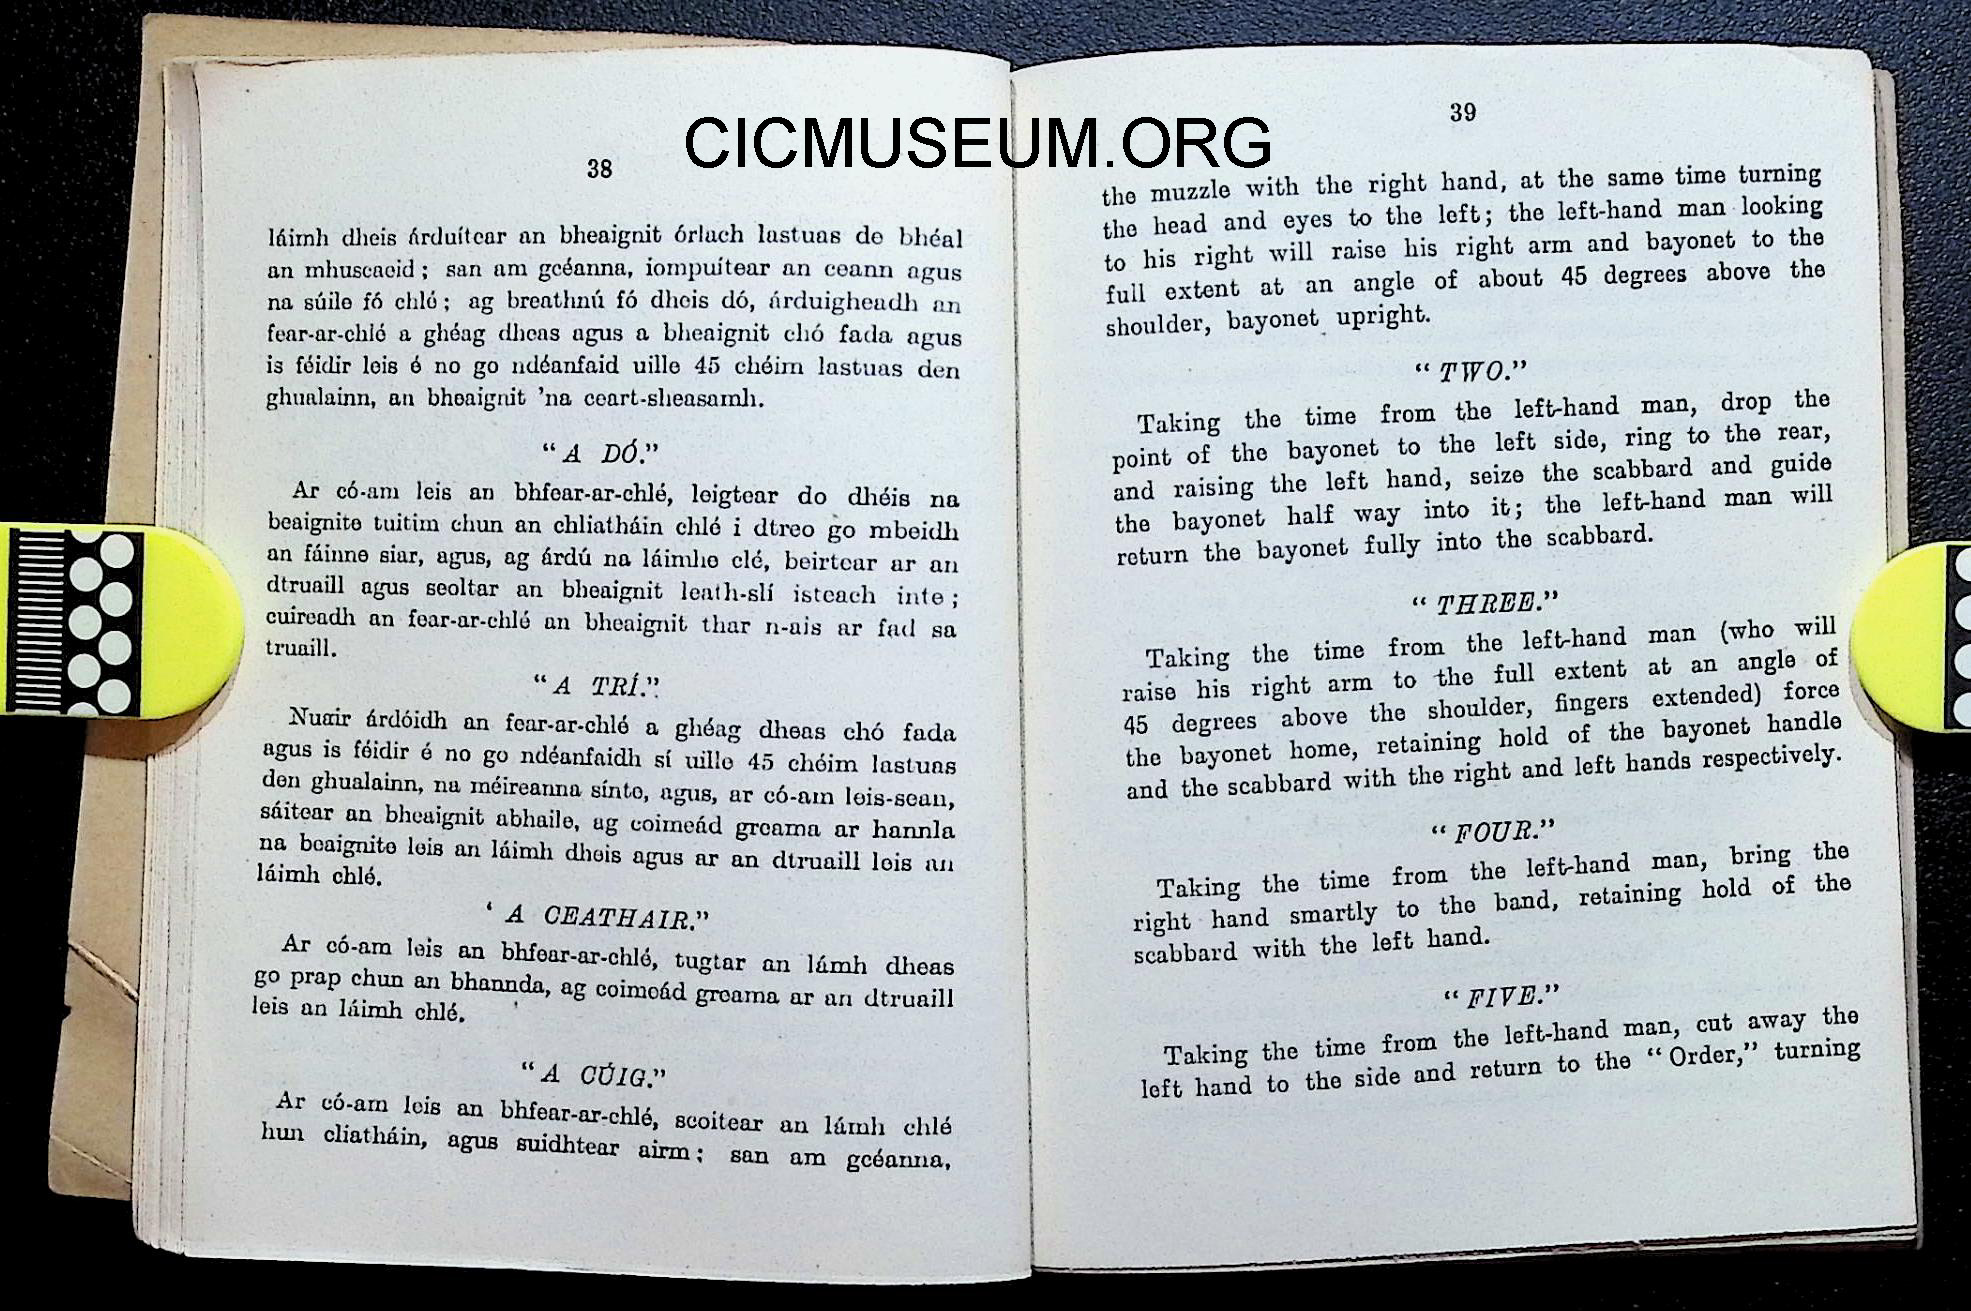 CICMUSEUM.ORG
38
láimh dheis árduítear an bheaignit órlach lastuas de bhéal
an mhuscaeid; san am gcéanna, iompuítear an ceann agus
na súile fó chlé; ag breathnú fó dheis dó, árduigheadh an
fear-ar-chlé a ghéag dheas agus a bheaignit chó fada agus
is féidir leis é no go ndéanfaid uille 45 chéim lastuas den
ghualainn, an bheaignit ’na ceart-sheasamh.
“A DÓ.”
Ar có-am leis an bhfear-ar-chlé, leigtear do dhéis na
beaignite tuitim chun an chliatháin chlé i dtreo go mbeidh
an fáinne siar, agus, ag árdú na láimhe clé, beirtear ar an
dtruaill agus seoltar an bheaignit leath-slí isteach inte;
cuireadh an fear-ar-chlé an bheaignit thar n-ais ar fad sa
truaill.
“A TRÍ.”
Nuair árdóidh an fear-ar-chlé a ghéag dheas chó fada
agus is féidir é no go ndéanfaidh sí uille 45 chéim lastuas
den ghualainn, na méireanna sínte, agus, ar có-am leis-sean,
sáitear an bheaignit abhaile, ag coimeád greama ar hannla
na beaignite leis an láimh dheis agus ar an dtruaill leis an
láimh chlé.
‘ A CEATHAIR.”
Ar có-am leis an bhfear-ar-chlé, tugtar an lámh dheas
go prap chun an bhannda, ag coimeád greama ar an dtruaill
leis an láimh chlé.
“A CÚIG.”
Ar có-am leis an bhfear-ar-chlé, scoitear an lámh chlé
hun cliatháin, agus suidhtear airm; san am gcéanna,
39
the muzzle with the right hand, at the same time turning
the head and eyes to the left; the left-hand man looking
to his right will raise his right arm and bayonet to the
full extent at an angle of about 45 degrees above the
shoulder, bayonet upright.
“TWO.”
Taking the time from the left-hand man, drop the
point of the bayonet to the left side, ring to the rear,
and raising the left hand, seize the scabbard and guide
the bayonet half way into it; the left-hand man will
return the bayonet fully into the scabbard.
“THREE.”
Taking the time from the left-hand man (who will
raise his right arm to the full extent at an angle of
45 degrees above the shoulder, fingers extended) force
the bayonet home, retaining hold of the bayonet handle
and the scabbard with the right and left hands respectively.
“FOUR.”
Taking the time from the left-hand man, bring the
right hand smartly to the band, retaining hold of the
scabbard with the left hand.
“FIVE.”
Taking the time from the left-hand man, cut away the
left hand to the side and return to the “Order,” turning